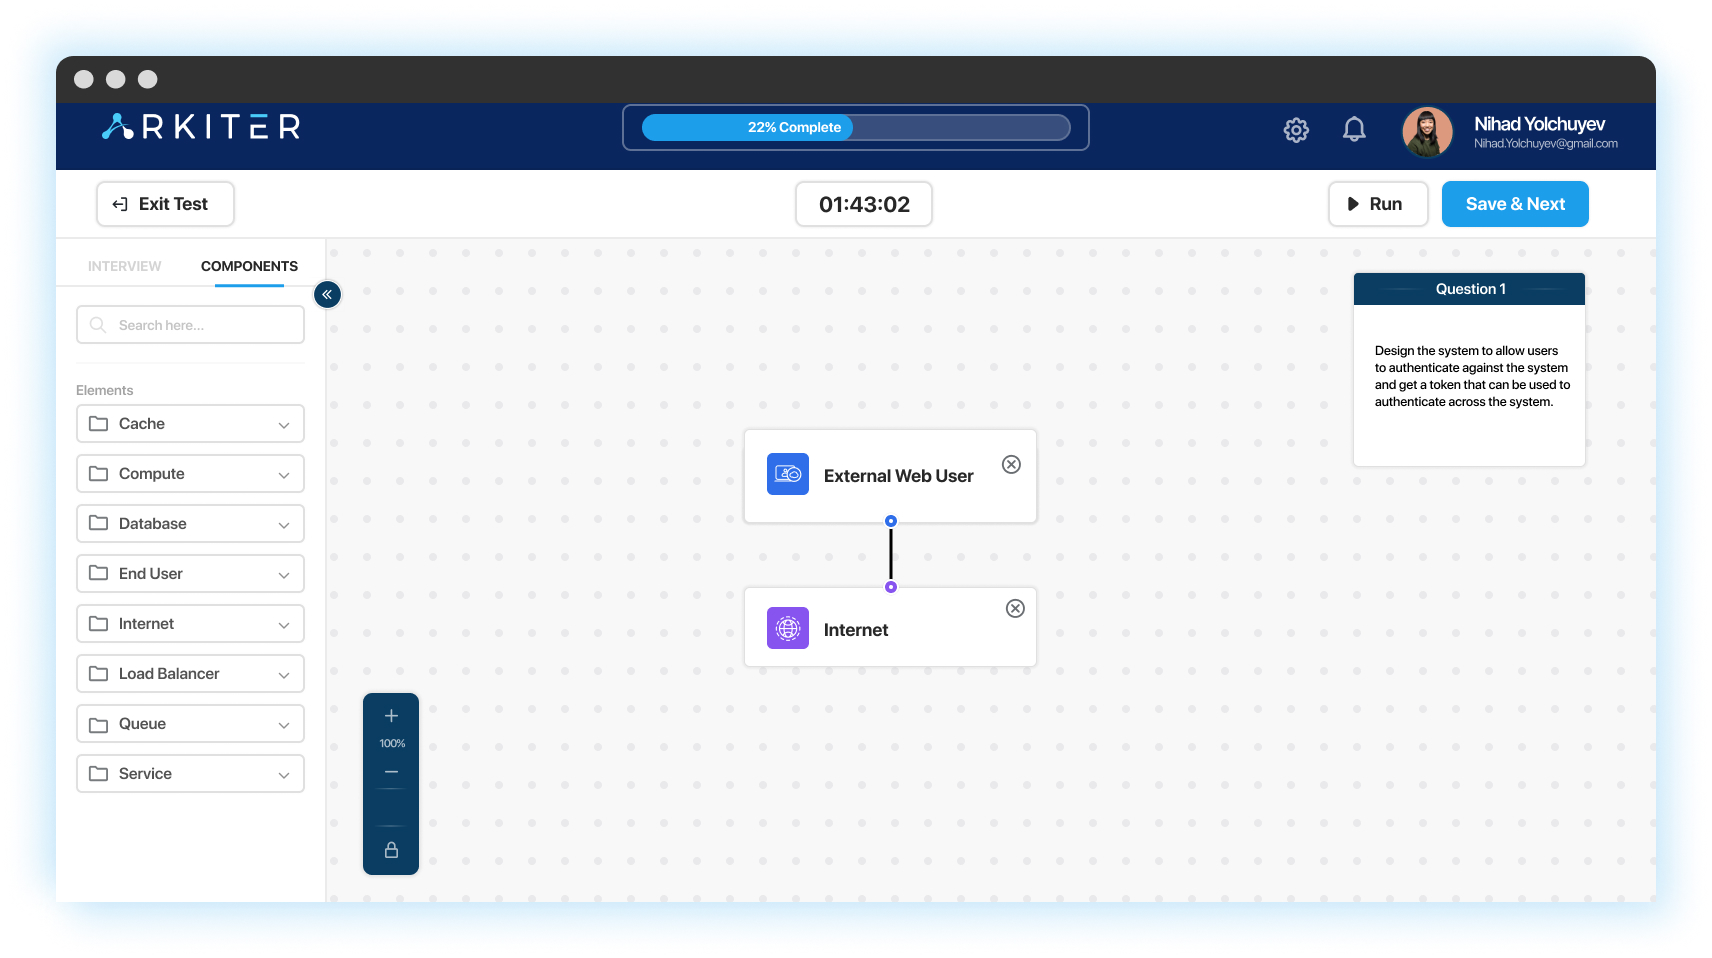 ARKITER
22% Complete
Nihad Yolchuyev
Nihad.Yolchuyev@gmail.com
Exit Test
01:43:02
Run
Save & Next
INTERVIEW
COMPONENTS
Search here...
Elements
Cache
Compute
Database
End User
Internet
Load Balancer
Queue
Service
External Web User
Internet
100%
Question 1
Design the system to allow users
to authenticate against the system
and get a token that can be used to
authenticate across the system.